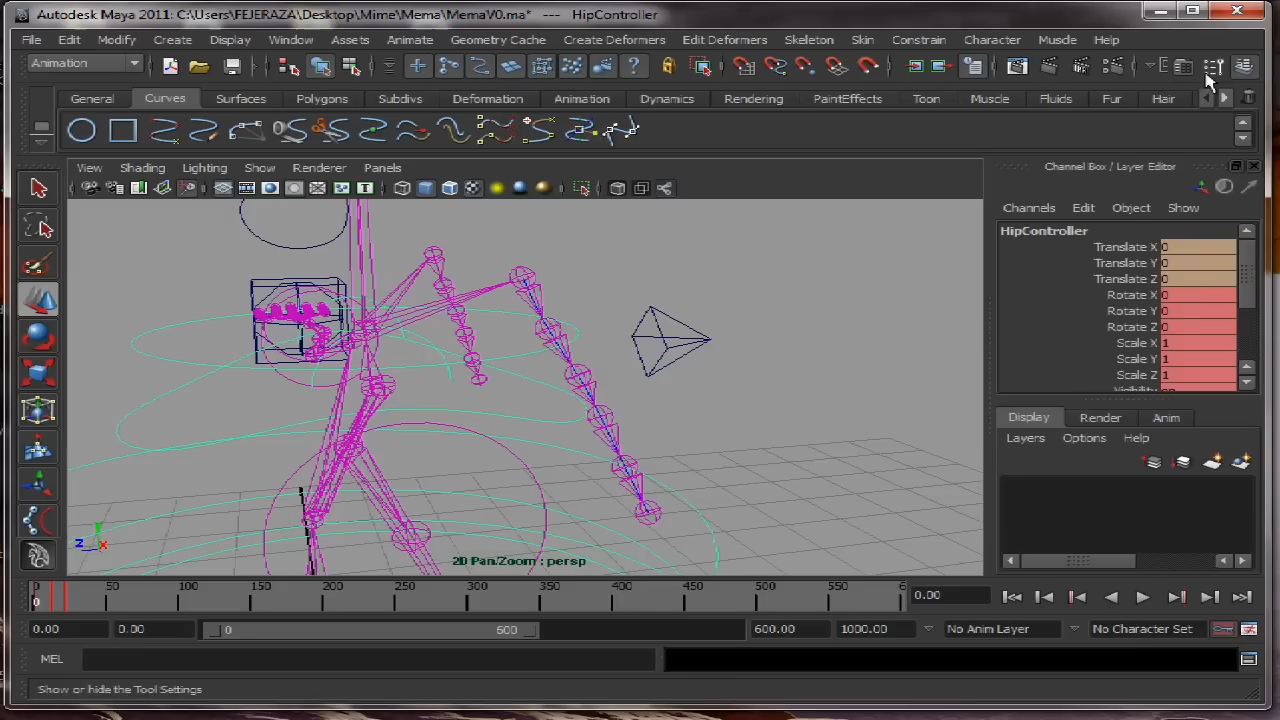 Autodesk Maya 2011: C:\Users\FEJERAZA\Desktop\Mime\Mema\MemaV0.ma* --- HipController
File Edit Modify Create Display Window Assets Animate Geometry Cache Create Deformers Edit Deformers Skeleton Skin Constrain Character Muscle Help
Animation
General Curves Surfaces Polygons Subdivs Deformation Animation Dynamics Rendering PaintEffects Toon Muscle Fluids Fur Hair
View Shading Lighting Show Renderer Panels
Channel Box / Layer Editor
Channels Edit Object Show
HipController
Translate X 0
Translate Y 0
Translate Z 0
Rotate X 0
Rotate Y 0
Rotate Z 0
Scale X 1
Scale Y 1
Scale Z 1
Display Render Anim
Layers Options Help
2D Pan/Zoom : persp
0 50 100 150 200 250 300 350 400 450 500 550 6
0
0.00
0.00 0.00 0 500 600.00 1000.00 No Anim Layer No Character Set
MEL
Show or hide the Tool Settings